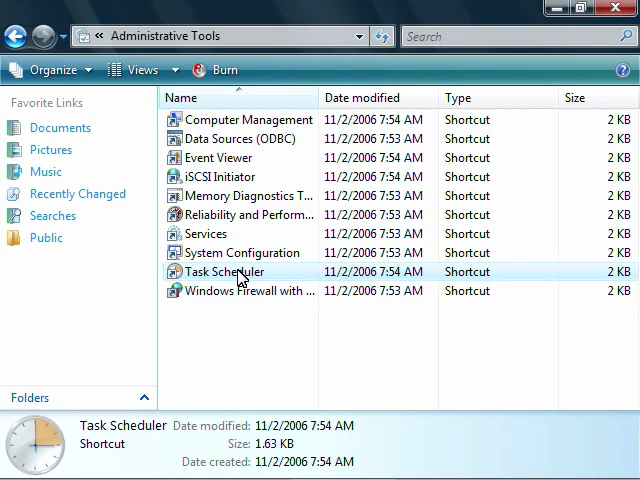 « Administrative Tools
Search
Organize Views Burn
Favorite Links
Documents
Pictures
Music
Recently Changed
Searches
Public
Folders
Name Date modified Type Size
Computer Management 11/2/2006 7:54 AM Shortcut 2 KB
Data Sources (ODBC) 11/2/2006 7:53 AM Shortcut 2 KB
Event Viewer 11/2/2006 7:54 AM Shortcut 2 KB
iSCSI Initiator 11/2/2006 7:54 AM Shortcut 2 KB
Memory Diagnostics T... 11/2/2006 7:53 AM Shortcut 2 KB
Reliability and Perform... 11/2/2006 7:53 AM Shortcut 2 KB
Services 11/2/2006 7:53 AM Shortcut 2 KB
System Configuration 11/2/2006 7:53 AM Shortcut 2 KB
Task Scheduler 11/2/2006 7:54 AM Shortcut 2 KB
Windows Firewall with ... 11/2/2006 7:53 AM Shortcut 2 KB
Task Scheduler Date modified: 11/2/2006 7:54 AM
Shortcut Size: 1.63 KB
Date created: 11/2/2006 7:54 AM